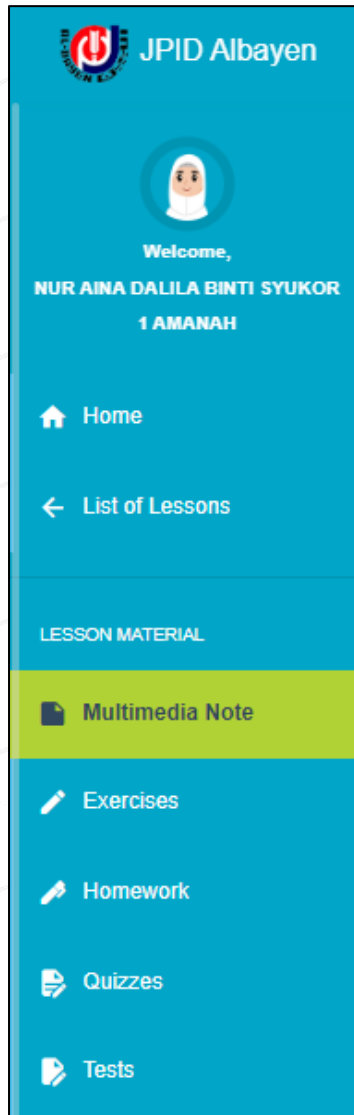 JPID Albayen
Welcome,
NUR AINA DALILA BINTI SYUKOR
1 AMANAH
Home
List of Lessons
LESSON MATERIAL
Multimedia Note
Exercises
Homework
Quizzes
Tests